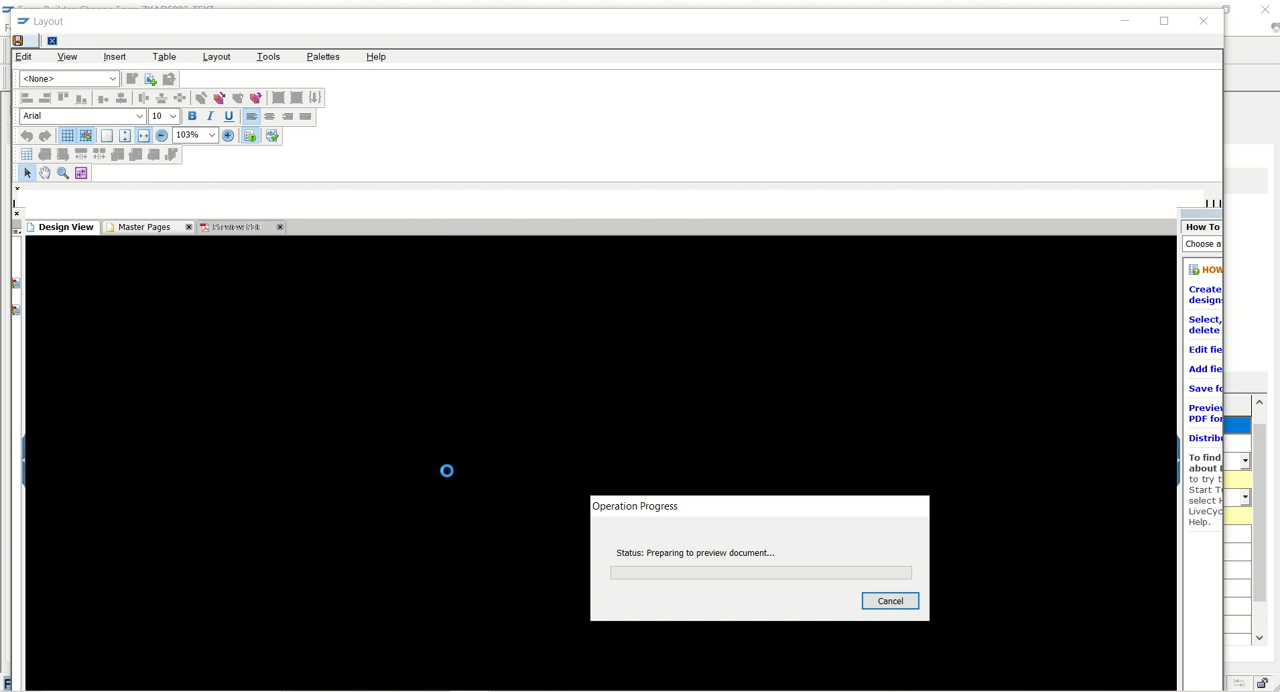 Layout
Edit View Insert Table Layout Tools Palettes Help
<None>
Arial 10 B I U
103%
Design View Master Pages
How To
Choose a
HOW
Create
design
Select,
delete
Edit fie
Add fie
Save fo
Preview
PDF for
Distribu
To find
about
to try t
Start T
select H
LiveCyc
Help.
Operation Progress
Status: Preparing to preview document...
Cancel